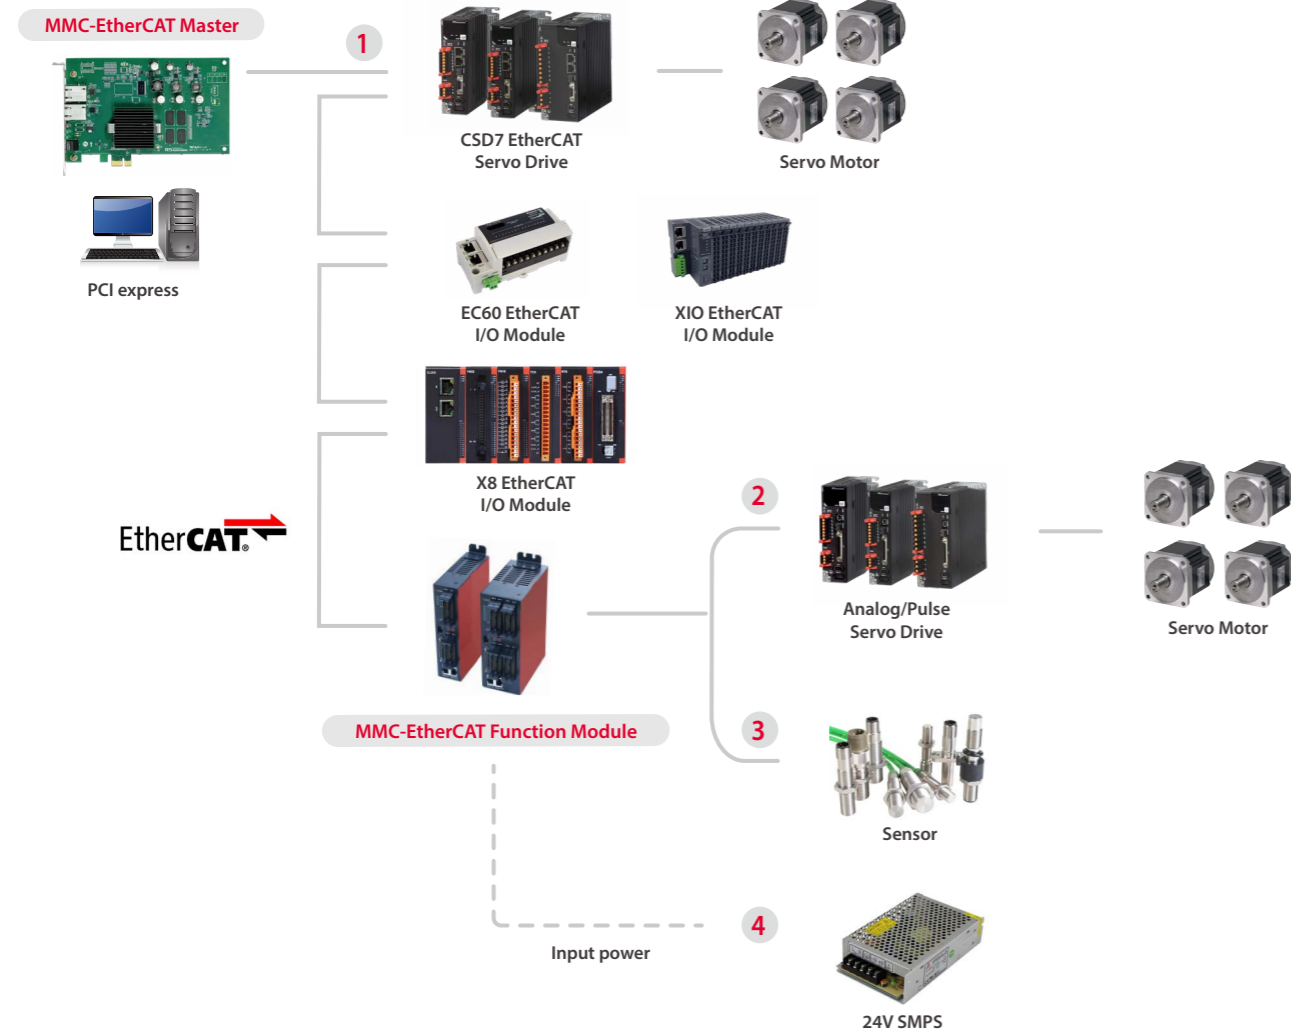 MMC-EtherCAT Master
1
CSD7 EtherCAT
Servo Drive
Servo Motor
PCI express
EC60 EtherCAT
I/O Module
XIO EtherCAT
I/O Module
X8 EtherCAT
I/O Module
EtherCAT®
2
Analog/Pulse
Servo Drive
Servo Motor
MMC-EtherCAT Function Module
3
Sensor
4
Input power
24V SMPS